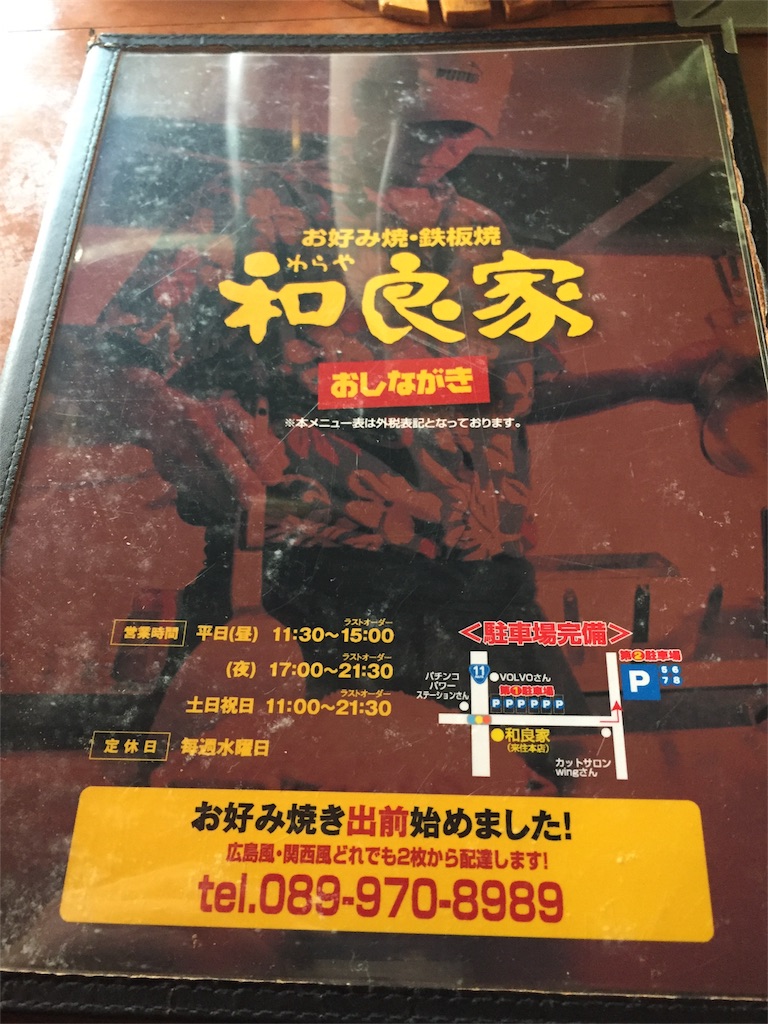 PUMA
お好み焼・鉄板焼
わらや
和良家
おしながき
※本メニュー表は外税表記となっております。
営業時間 平日(昼) 11:30〜15:00 ラストオーダー
(夜) 17:00〜21:30 ラストオーダー
土日祝日 11:00〜21:30 ラストオーダー
定休日 毎週水曜日
<駐車場完備>
第②駐車場
P 5 6
7 8
11
VOLVOさん
パチンコ
パワー
ステーションさん
第①駐車場
P P P P P P
和良家
(来住本店)
カットサロン
wingさん
お好み焼き出前始めました!
広島風・関西風どれでも2枚から配達します!
tel.089-970-8989